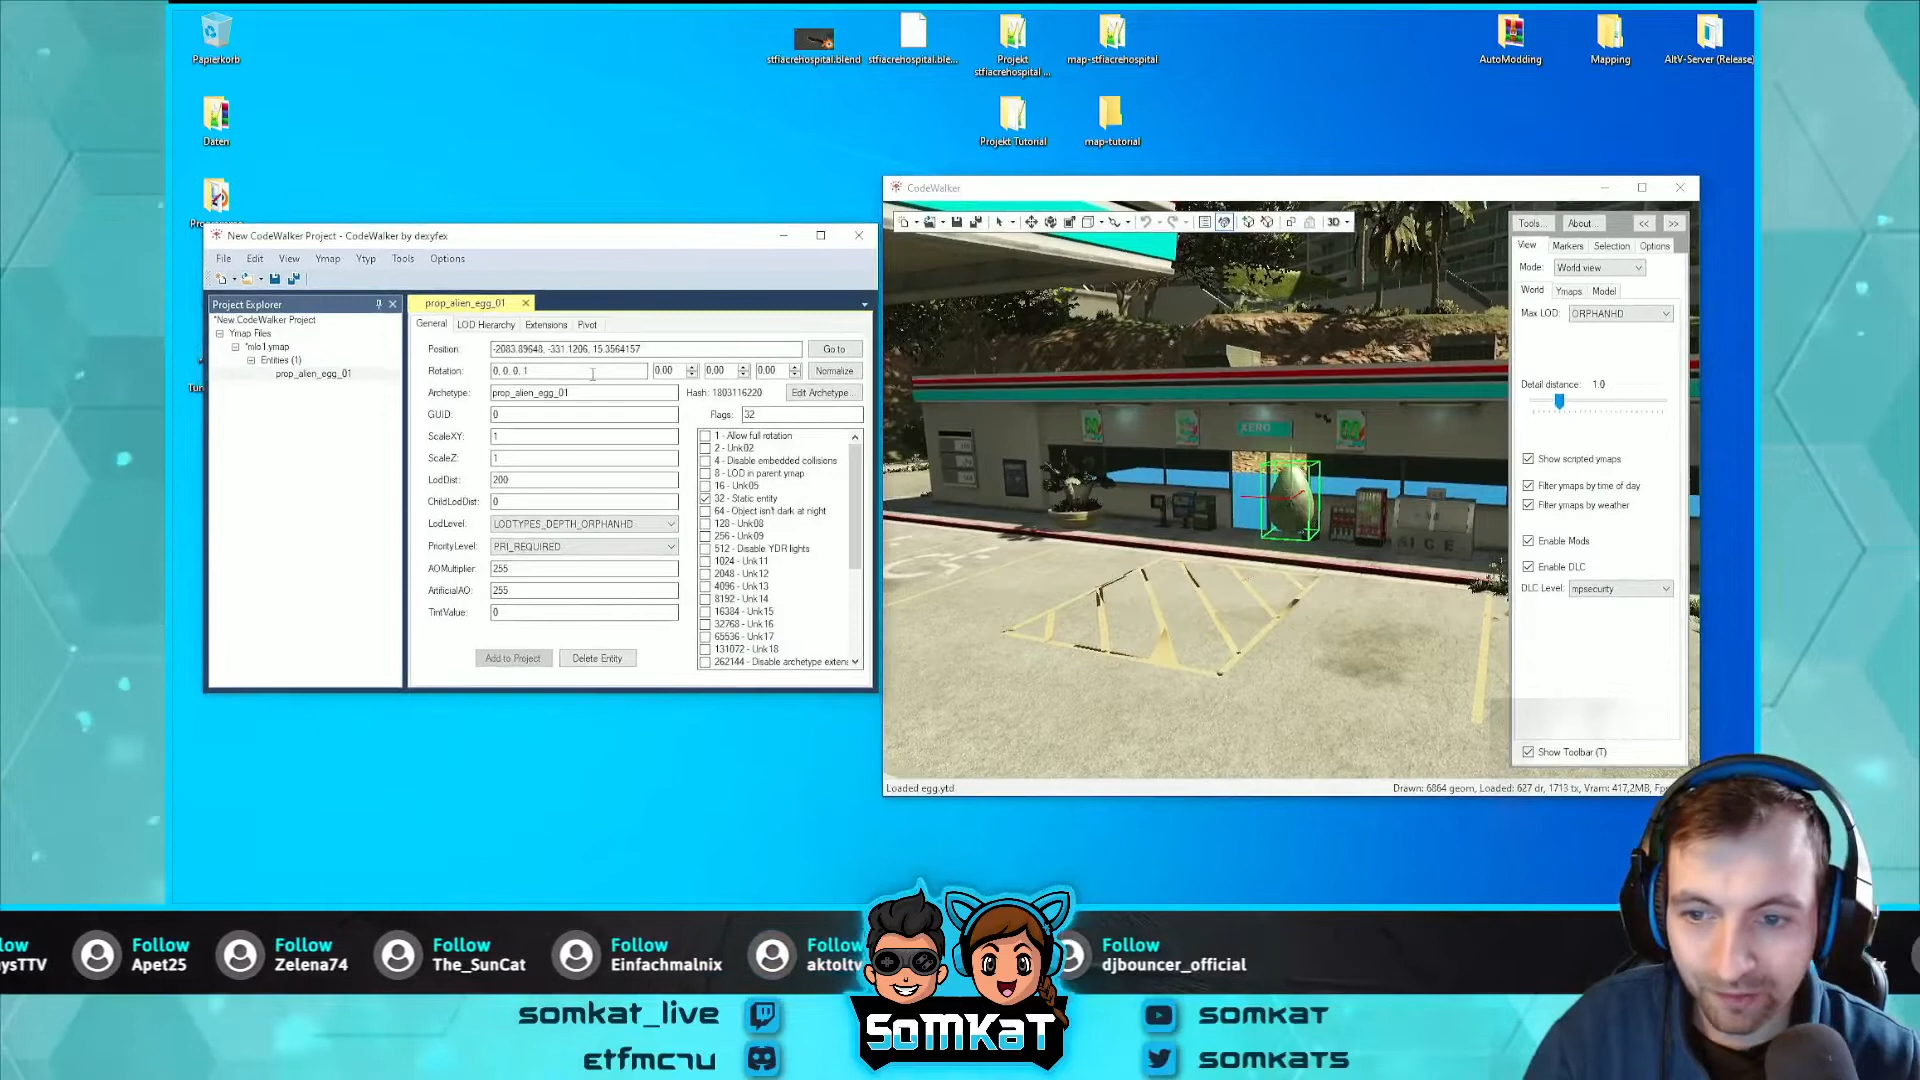 Papierkorb
stfiacrehospital.blend
stfiacrehospital.ble...
Projekt
stfiacrehospital ...
map-stfiacrehospital
AutoModding
Mapping
AltV-Server (Release)
Daten
Projekt Tutorial
map-tutorial
New CodeWalker Project - CodeWalker by dexyfex
File Edit View Ymap Ytyp Tools Options
Project Explorer
*New CodeWalker Project
Ymap Files
*mlo1.ymap
Entities (1)
prop_alien_egg_01
prop_alien_egg_01
General LOD Hierarchy Extensions Pivot
Position: -2083.89648, -331.1206, 15.3564157 Go to
Rotation: 0, 0, 0, 1 0.00 0.00 0.00 Normalize
Archetype: prop_alien_egg_01 Hash: 1803116220 Edit Archetype...
GUID: 0 Flags: 32
ScaleXY: 1
ScaleZ: 1
LodDist: 200
ChildLodDist: 0
LodLevel: LODTYPES_DEPTH_ORPHANHD
PriorityLevel: PRI_REQUIRED
AOMultiplier: 255
ArtificialAO: 255
TintValue: 0
1 - Allow full rotation
2 - Unk02
4 - Disable embedded collisions
8 - LOD in parent ymap
16 - Unk05
32 - Static entity
64 - Object isn't dark at night
128 - Unk08
256 - Unk09
512 - Disable YDR lights
1024 - Unk11
2048 - Unk12
4096 - Unk13
8192 - Unk14
16384 - Unk15
32768 - Unk16
65536 - Unk17
131072 - Unk18
262144 - Disable archetype extens
Add to Project Delete Entity
CodeWalker
3D
Tools... About... << >>
View Markers Selection Options
Mode: World view
World Ymaps Model
Max LOD: ORPHANHD
Detail distance: 1.0
Show scripted ymaps
Filter ymaps by time of day
Filter ymaps by weather
Enable Mods
Enable DLC
DLC Level: mpsecurity
Show Toolbar (T)
XERO
ICE
Loaded egg.ytd
Drawn: 6864 geom, Loaded: 627 dr, 1713 tx, Vram: 417,2MB,
Follow
Apet25
Follow
Zelena74
Follow
The_SunCat
Follow
Einfachmalnix
Follow
aktoltv
Follow
djbouncer_official
somkat_live
SOMKAT
SOMKAT
SOMKAT5